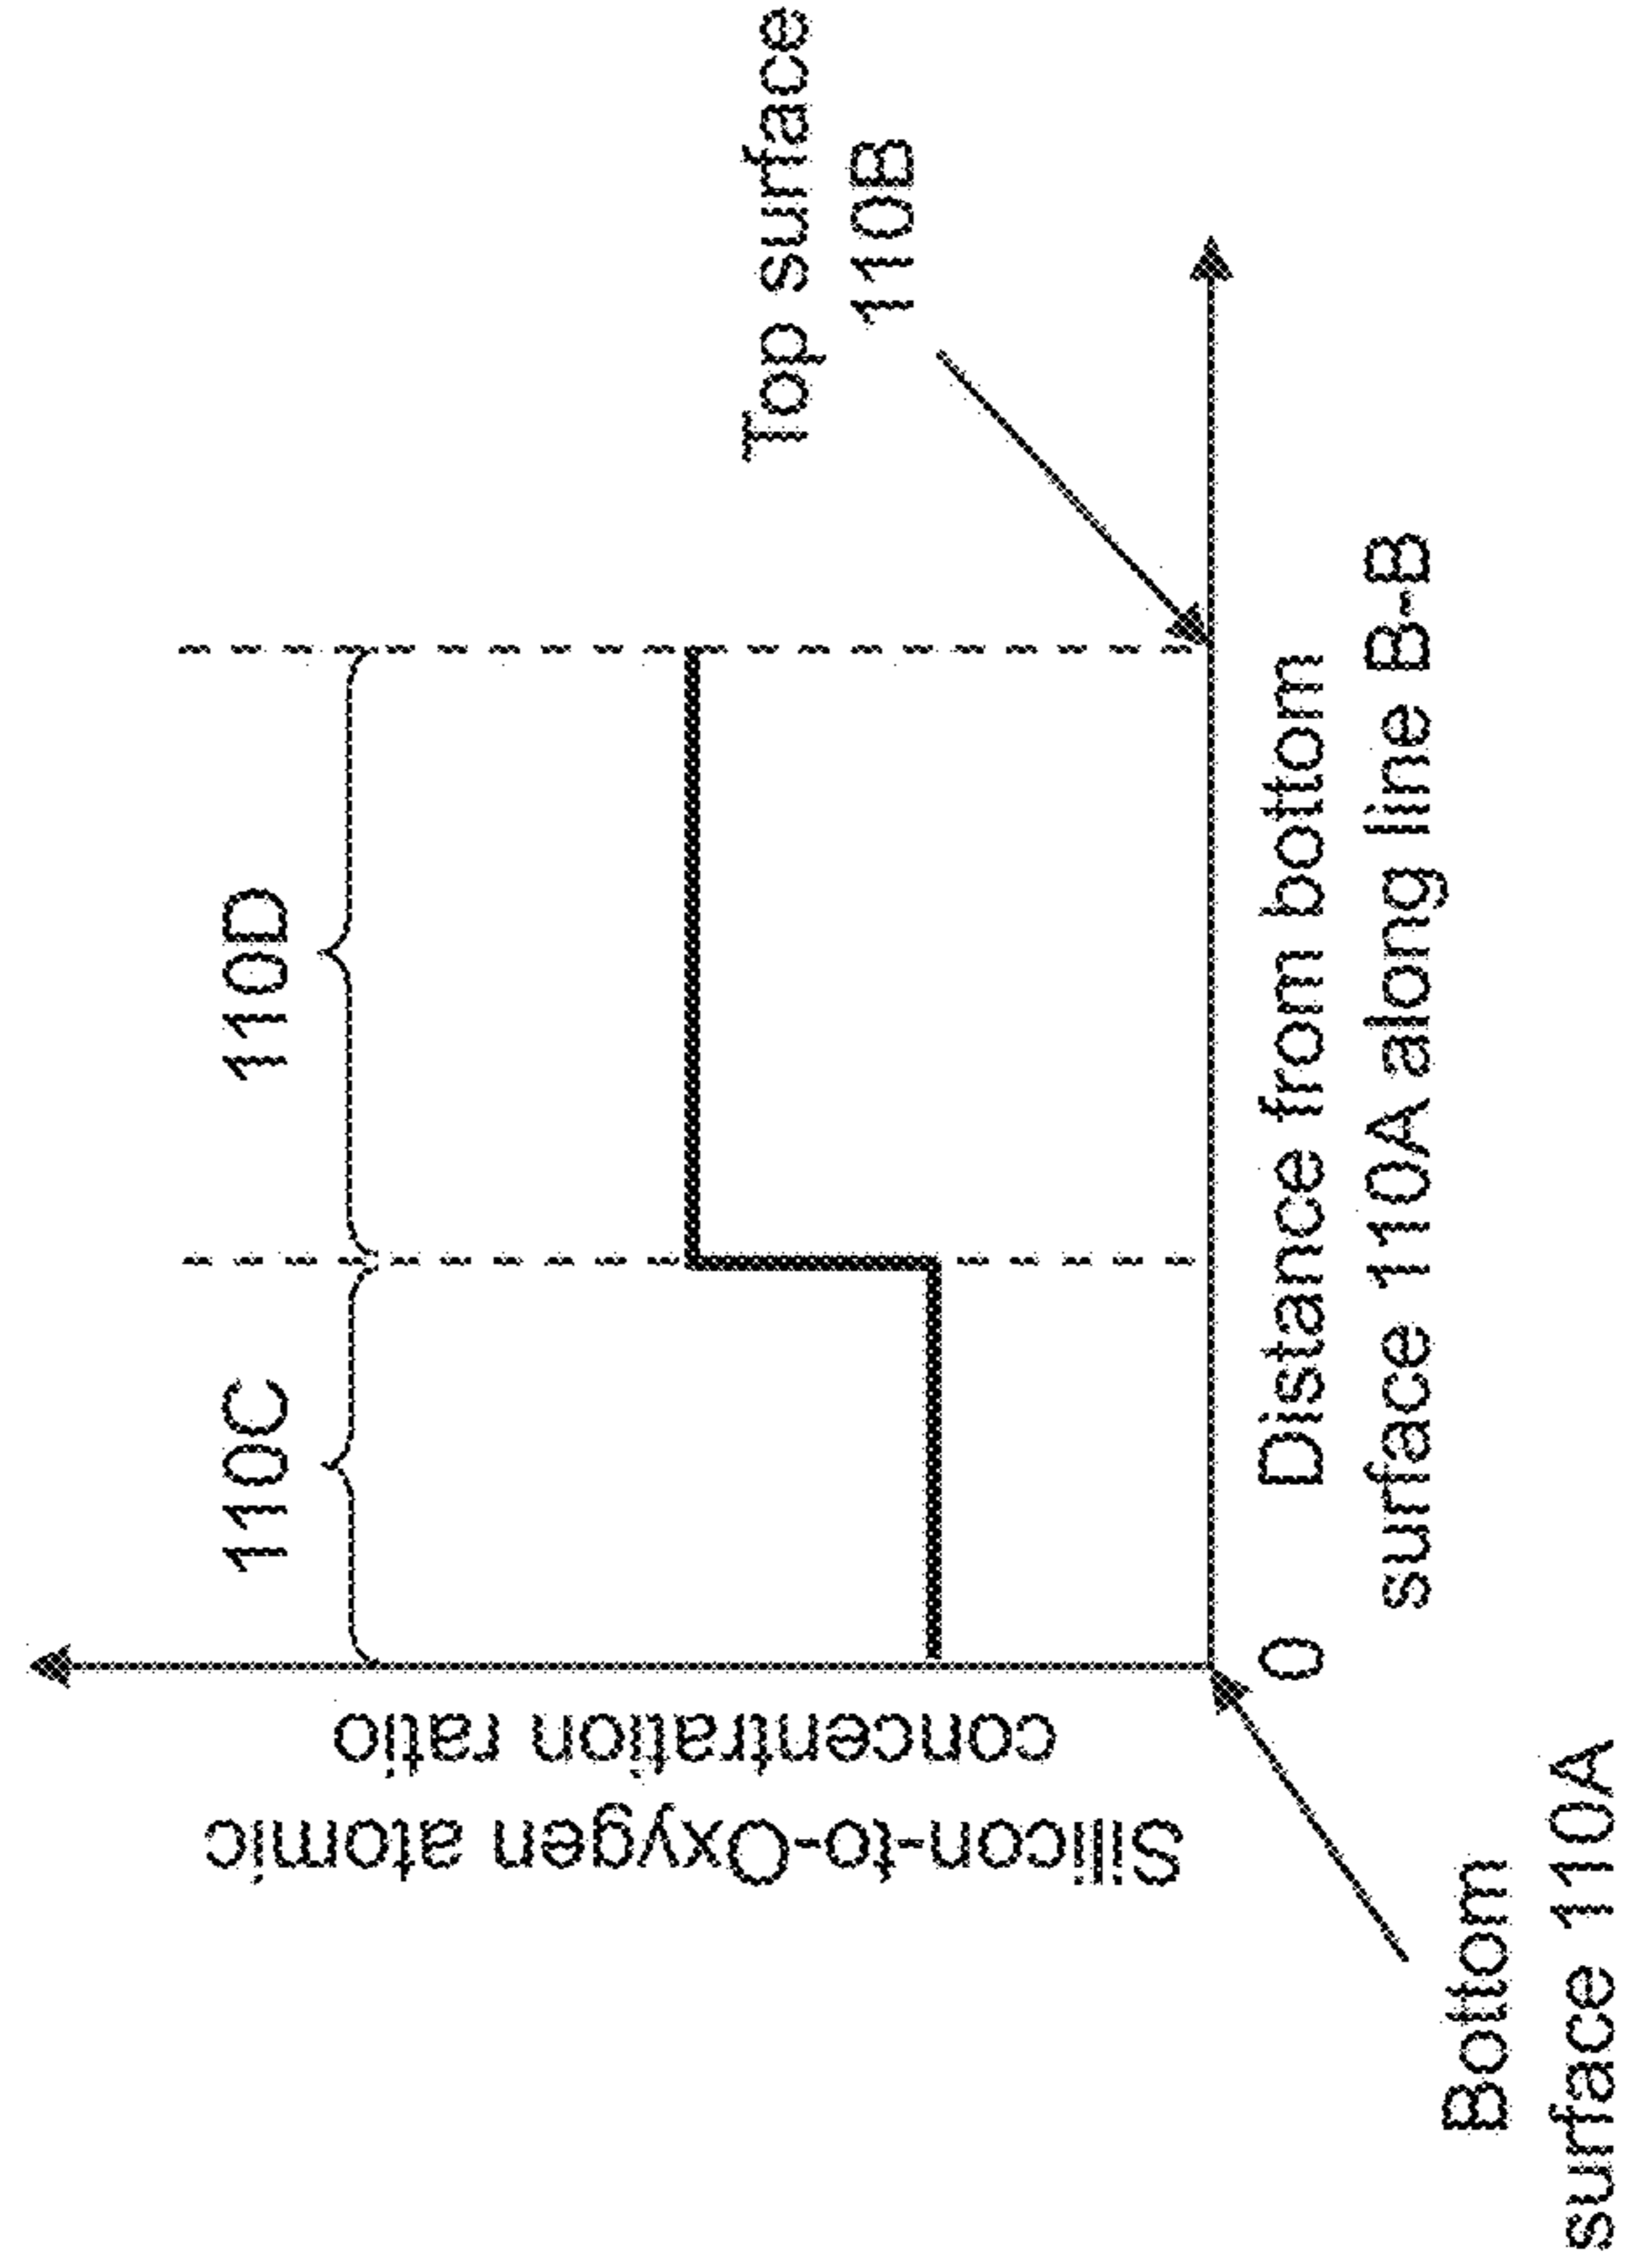 Silicon-to-Oxygen atomic
concentration ratio
110C
110D
Top surface
110B
0
Distance from bottom
surface 110A along line B-B
Bottom
surface 110A